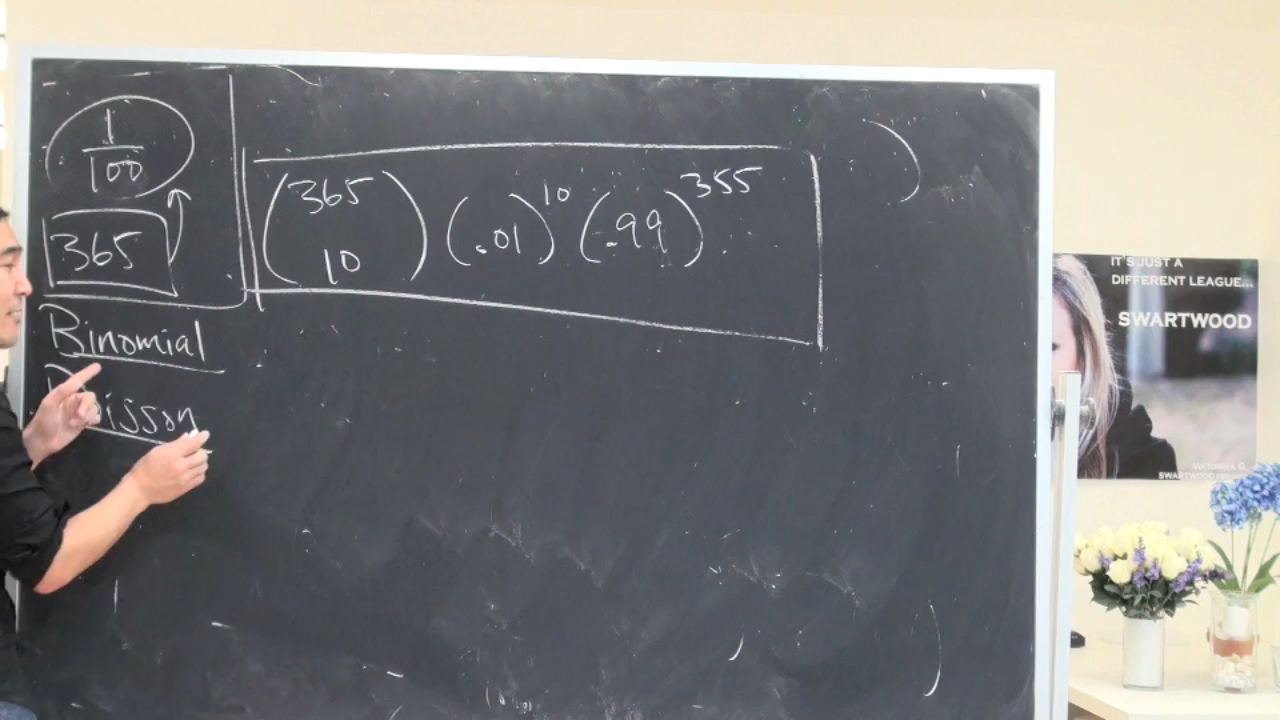 1
100
365
Binomial
Poisson
(365
10) (.01)^10 (.99)^355
IT'S JUST A
DIFFERENT LEAGUE...
SWARTWOOD